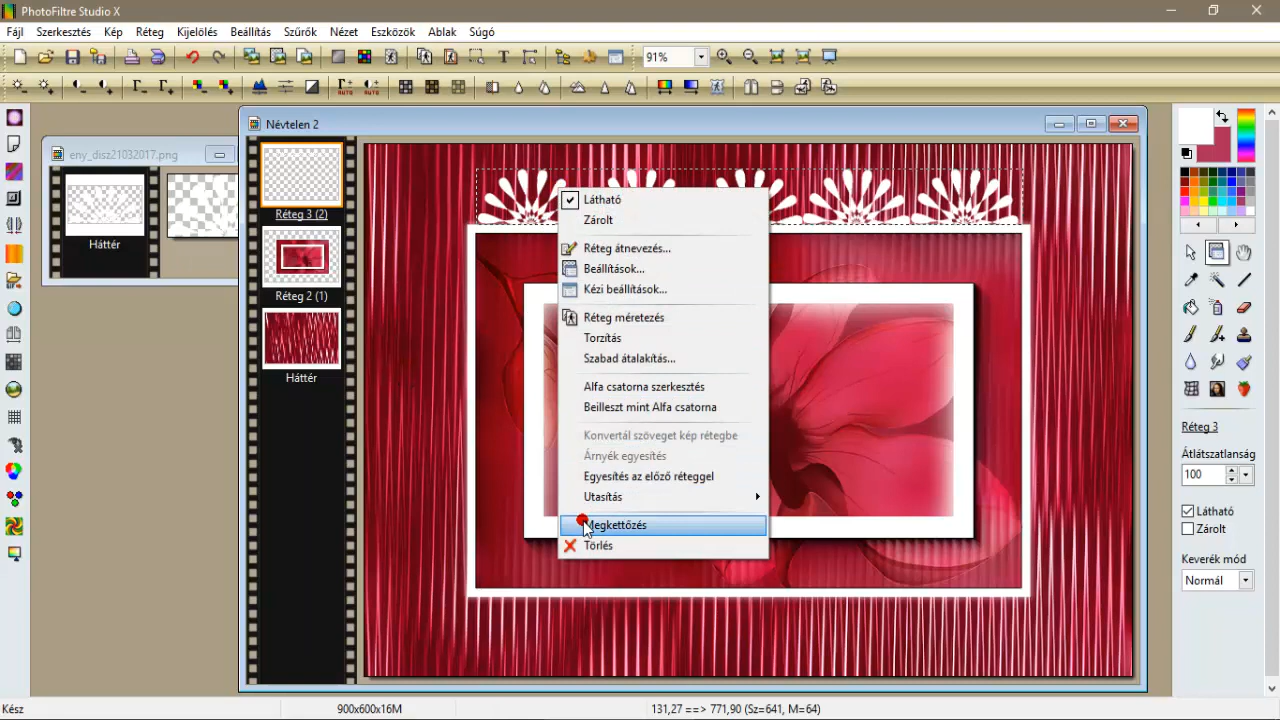 PhotoFiltre Studio X
Fájl Szerkesztés Kép Réteg Kijelölés Beállítás Szűrők Nézet Eszközök Ablak Súgó
91%
eny_disz21032017.png
Háttér
Névtelen 2
Réteg 3 (2)
Réteg 2 (1)
Háttér
Látható
Zárolt
Réteg átnevezés...
Beállítások...
Kézi beállítások...
Réteg méretezés
Torzítás
Szabad átalakítás...
Alfa csatorna szerkesztés
Beilleszt mint Alfa csatorna
Konvertál szöveget kép rétegbe
Árnyék egyesítés
Egyesítés az előző réteggel
Utasítás
Megkettőzés
Törlés
Réteg 3
Átlátszatlanság
100
Látható
Zárolt
Keverék mód
Normál
Kész
900x600x16M
131,27 ==> 771,90 (Sz=641, M=64)